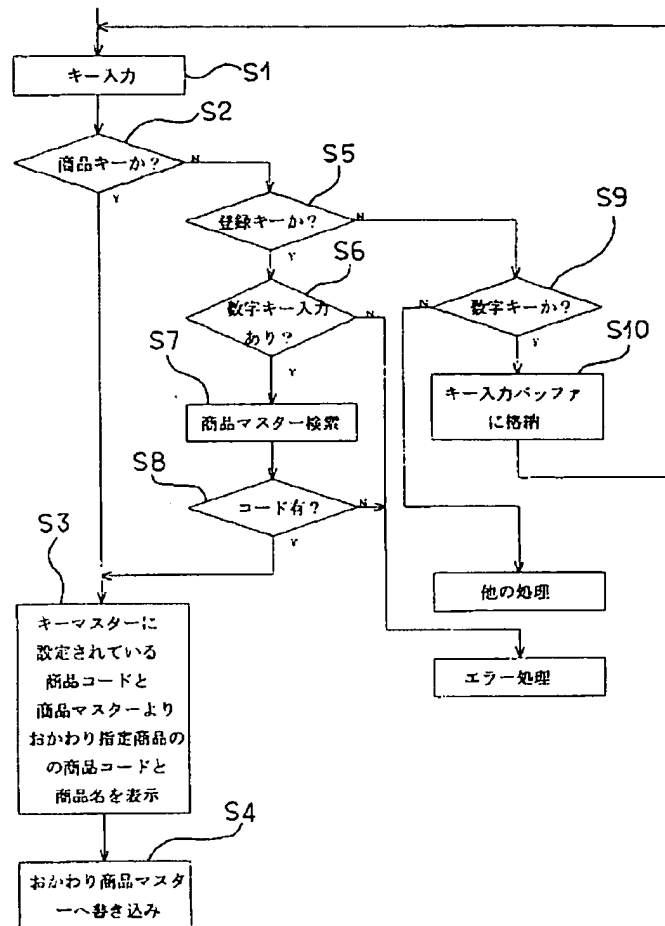 キー入力
S1
S2
商品キーか?
N
Y
S5
登録キーか?
N
Y
S9
数字キーか?
N
Y
S6
数字キー入力
あり?
N
Y
S10
キー入力バッファ
に格納
S7
商品マスター検索
S8
コード有?
N
Y
S3
キーマスターに
設定されている
商品コードと
商品マスターより
おかわり指定商品の
の商品コードと
商品名を表示
他の処理
エラー処理
S4
おかわり商品マスタ
ーへ書き込み